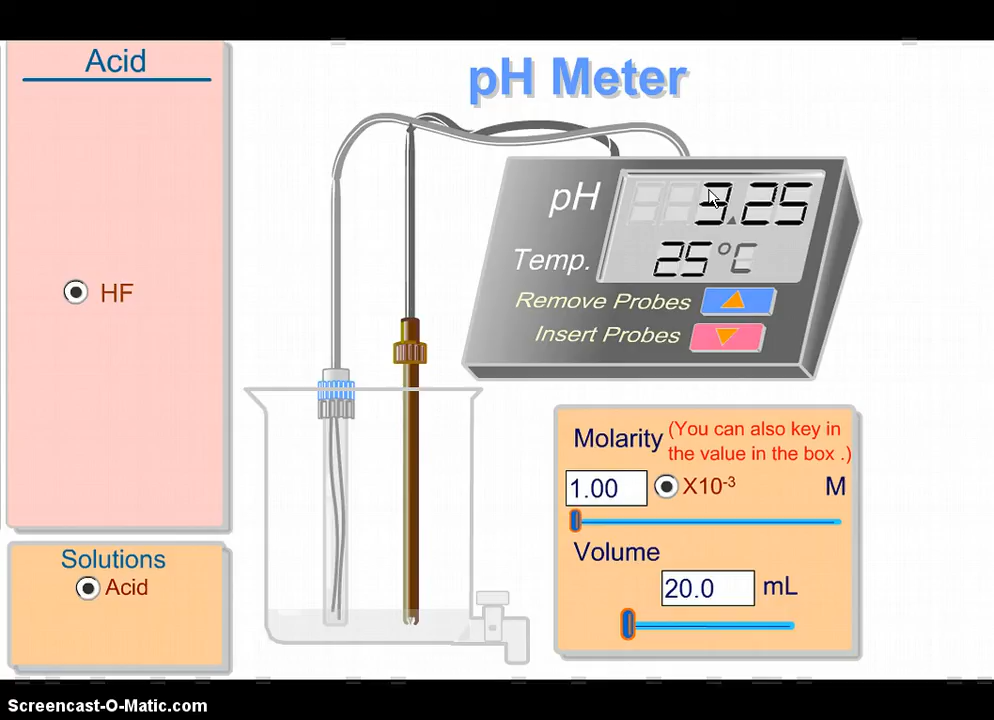 Acid
HF
Solutions
Acid
pH Meter
pH 3.25
Temp. 25 °C
Remove Probes
Insert Probes
Molarity (You can also key in
the value in the box .)
1.00 X10⁻³ M
Volume
20.0 mL
Screencast-O-Matic.com